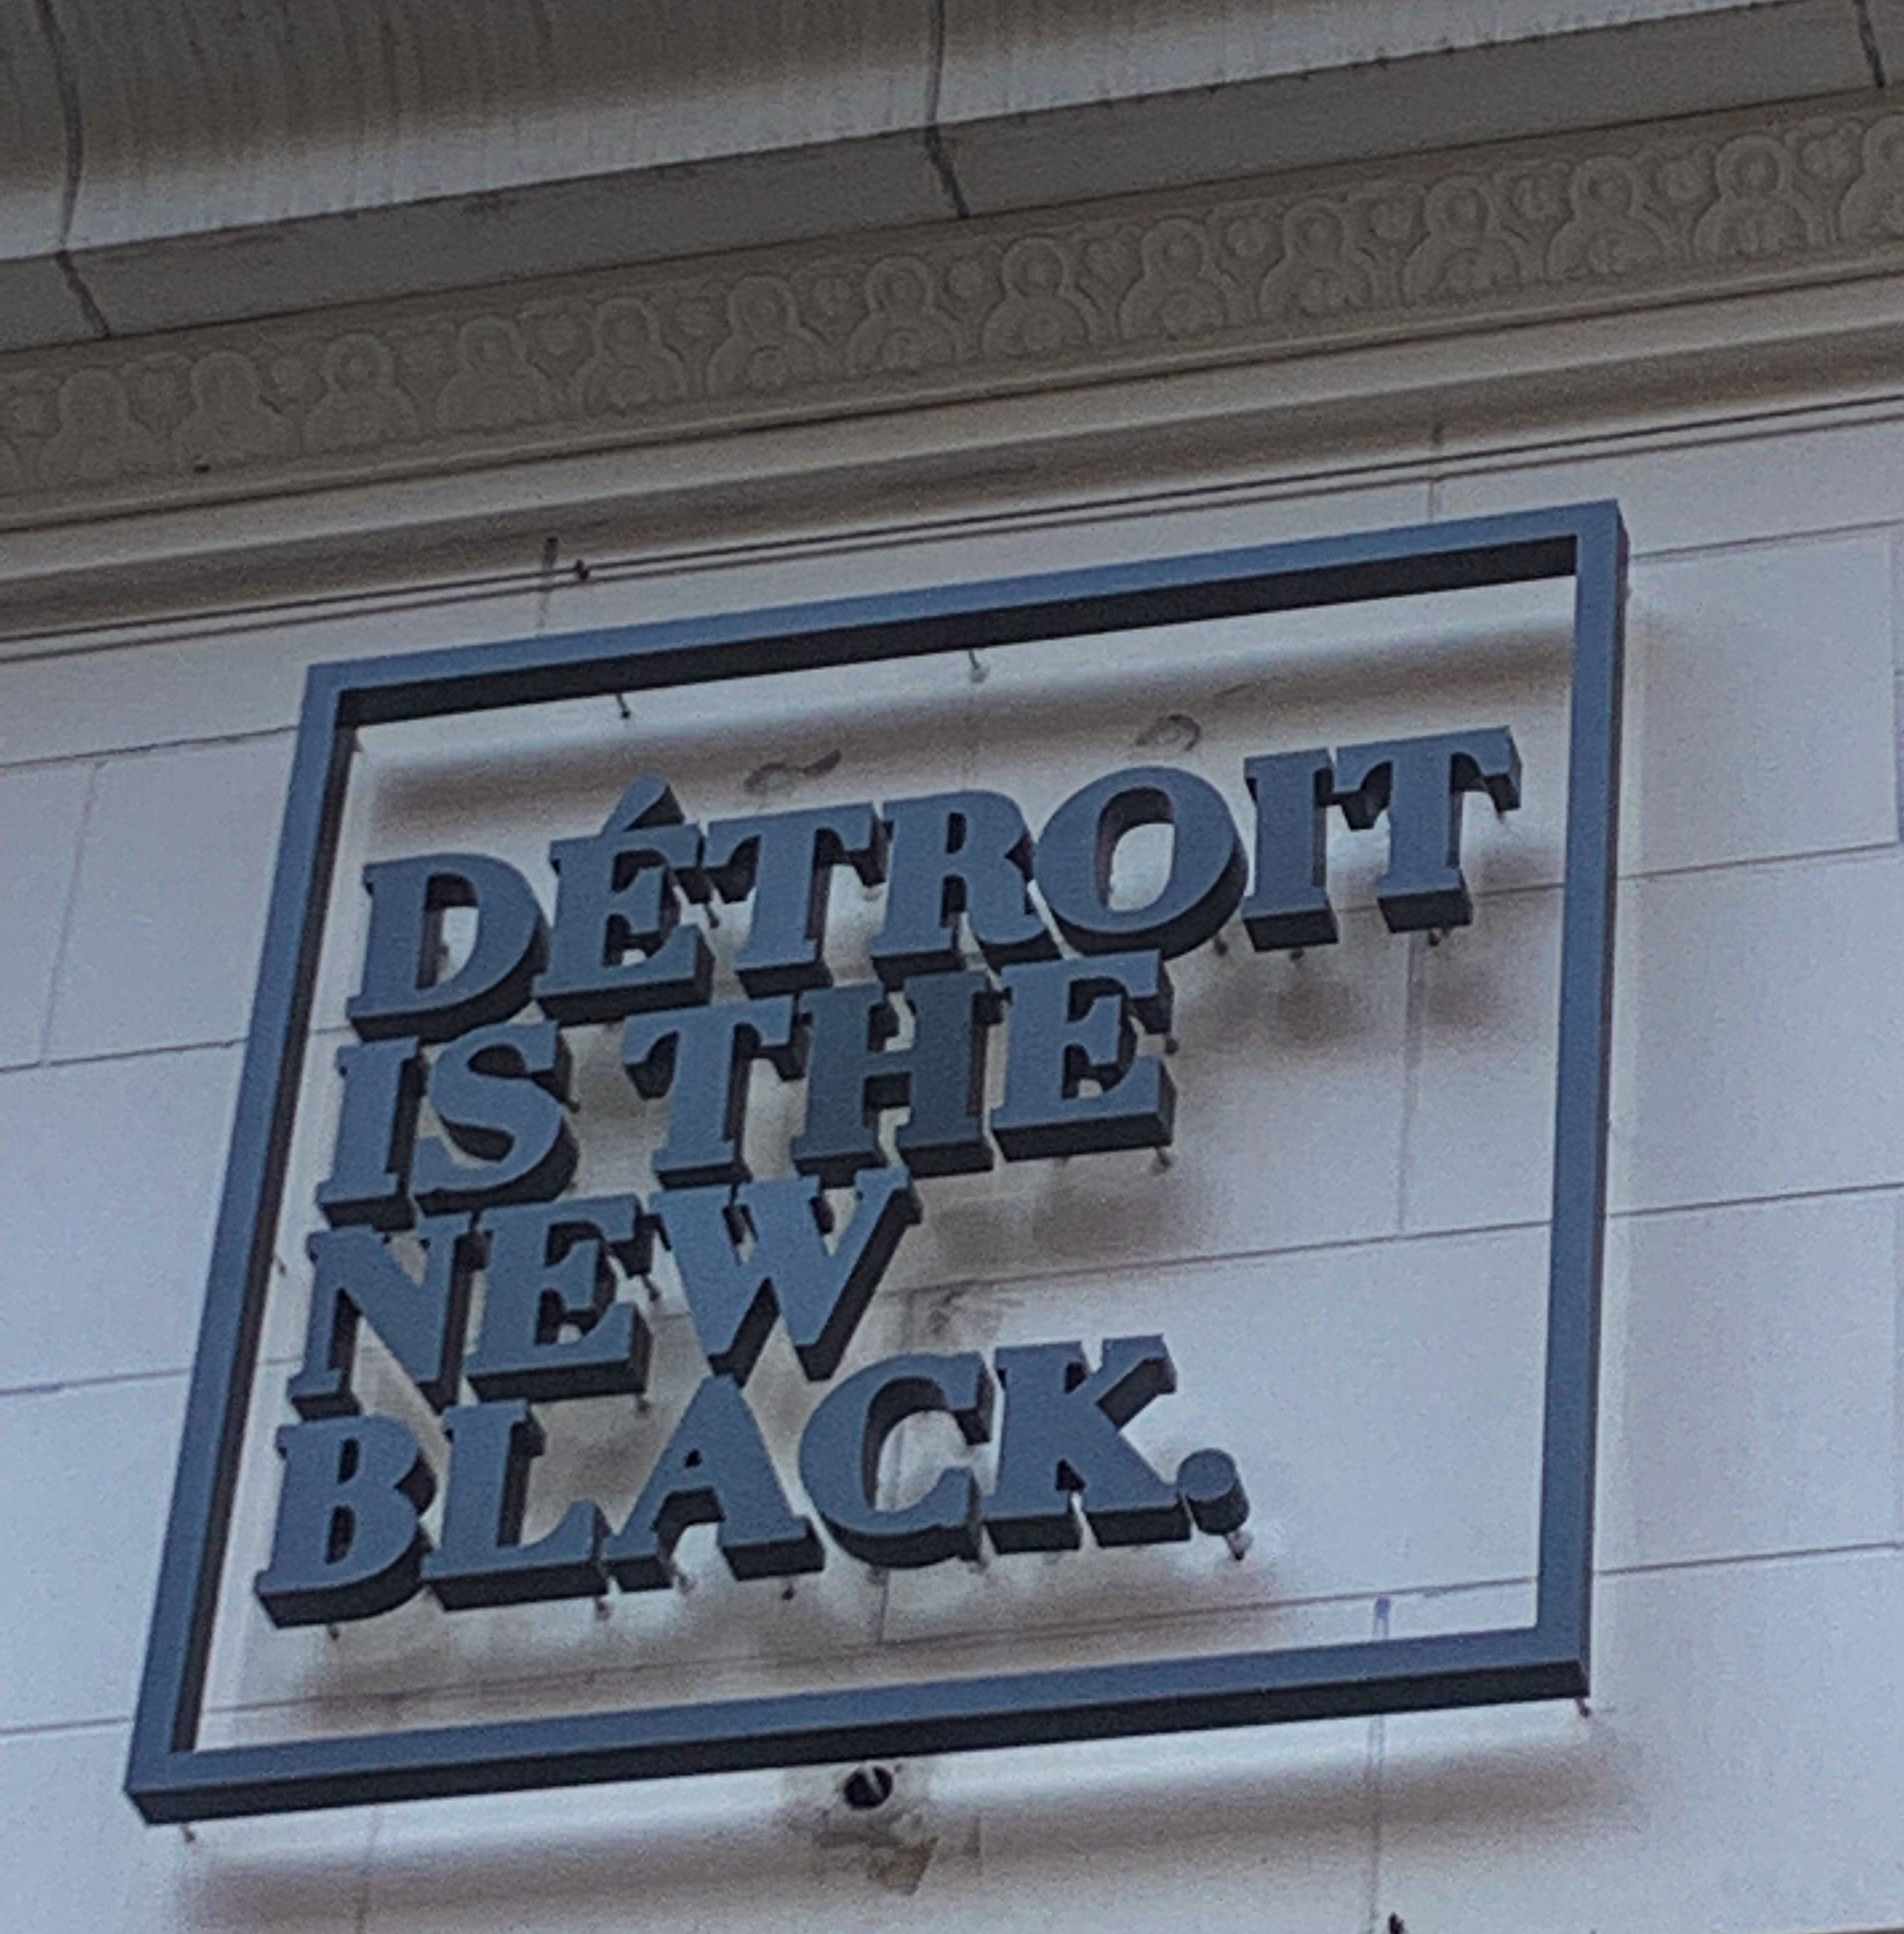 DÉTROIT
IS THE
NEW
BLACK.